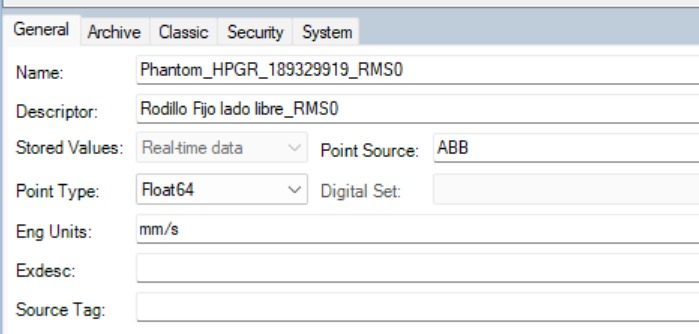 General Archive Classic Security System
Name: Phantom_HPGR_189329919_RMS0
Descriptor: Rodillo Fijo lado libre_RMS0
Stored Values: Real-time data Point Source: ABB
Point Type: Float64 Digital Set:
Eng Units: mm/s
Exdesc:
Source Tag: